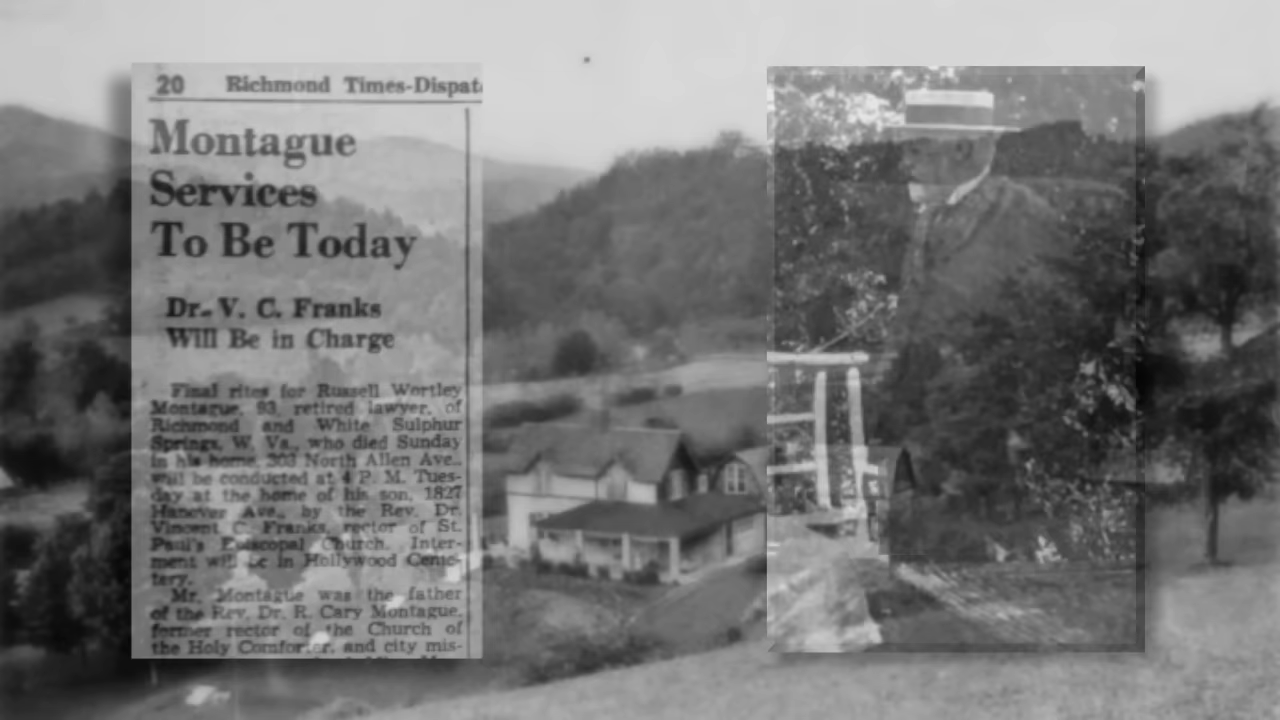 20 Richmond Times-Dispat
Montague
Services
To Be Today
Dr. V. C. Franks
Will Be in Charge
Final rites for Russell Wortley
Montague, 93, retired lawyer, of
Richmond and White Sulphur
Springs, W. Va., who died Sunday
in his home, 303 North Allen Ave.,
will be conducted at 4 P. M. Tues-
day at the home of his son, 1827
Hanover Ave., by the Rev. Dr.
Vincent C. Franks, rector of St.
Paul's Episcopal Church. Inter-
ment will be in Hollywood Ceme-
tery.
Mr. Montague was the father
of the Rev. Dr. R. Cary Montague,
former rector of the Church of
the Holy Comforter, and city mis-